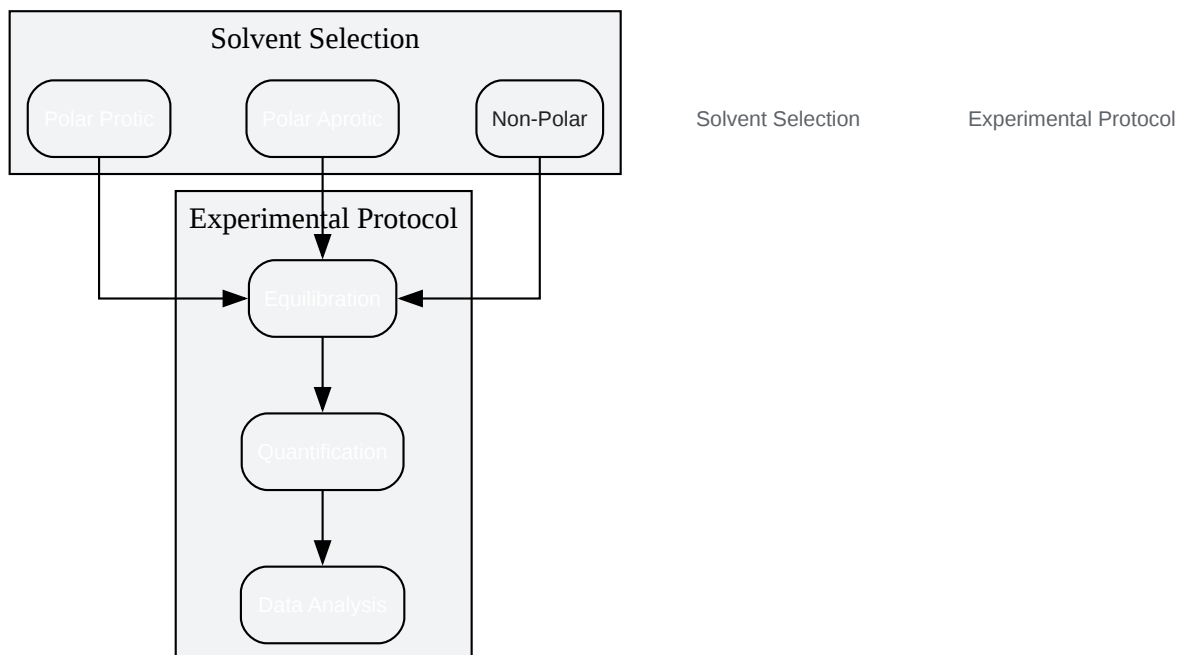 Solvent Selection
Polar Protic
Polar Aprotic
Non-Polar
Solvent Selection
Experimental Protocol
Experimental Protocol
Equilibration
Quantification
Data Analysis